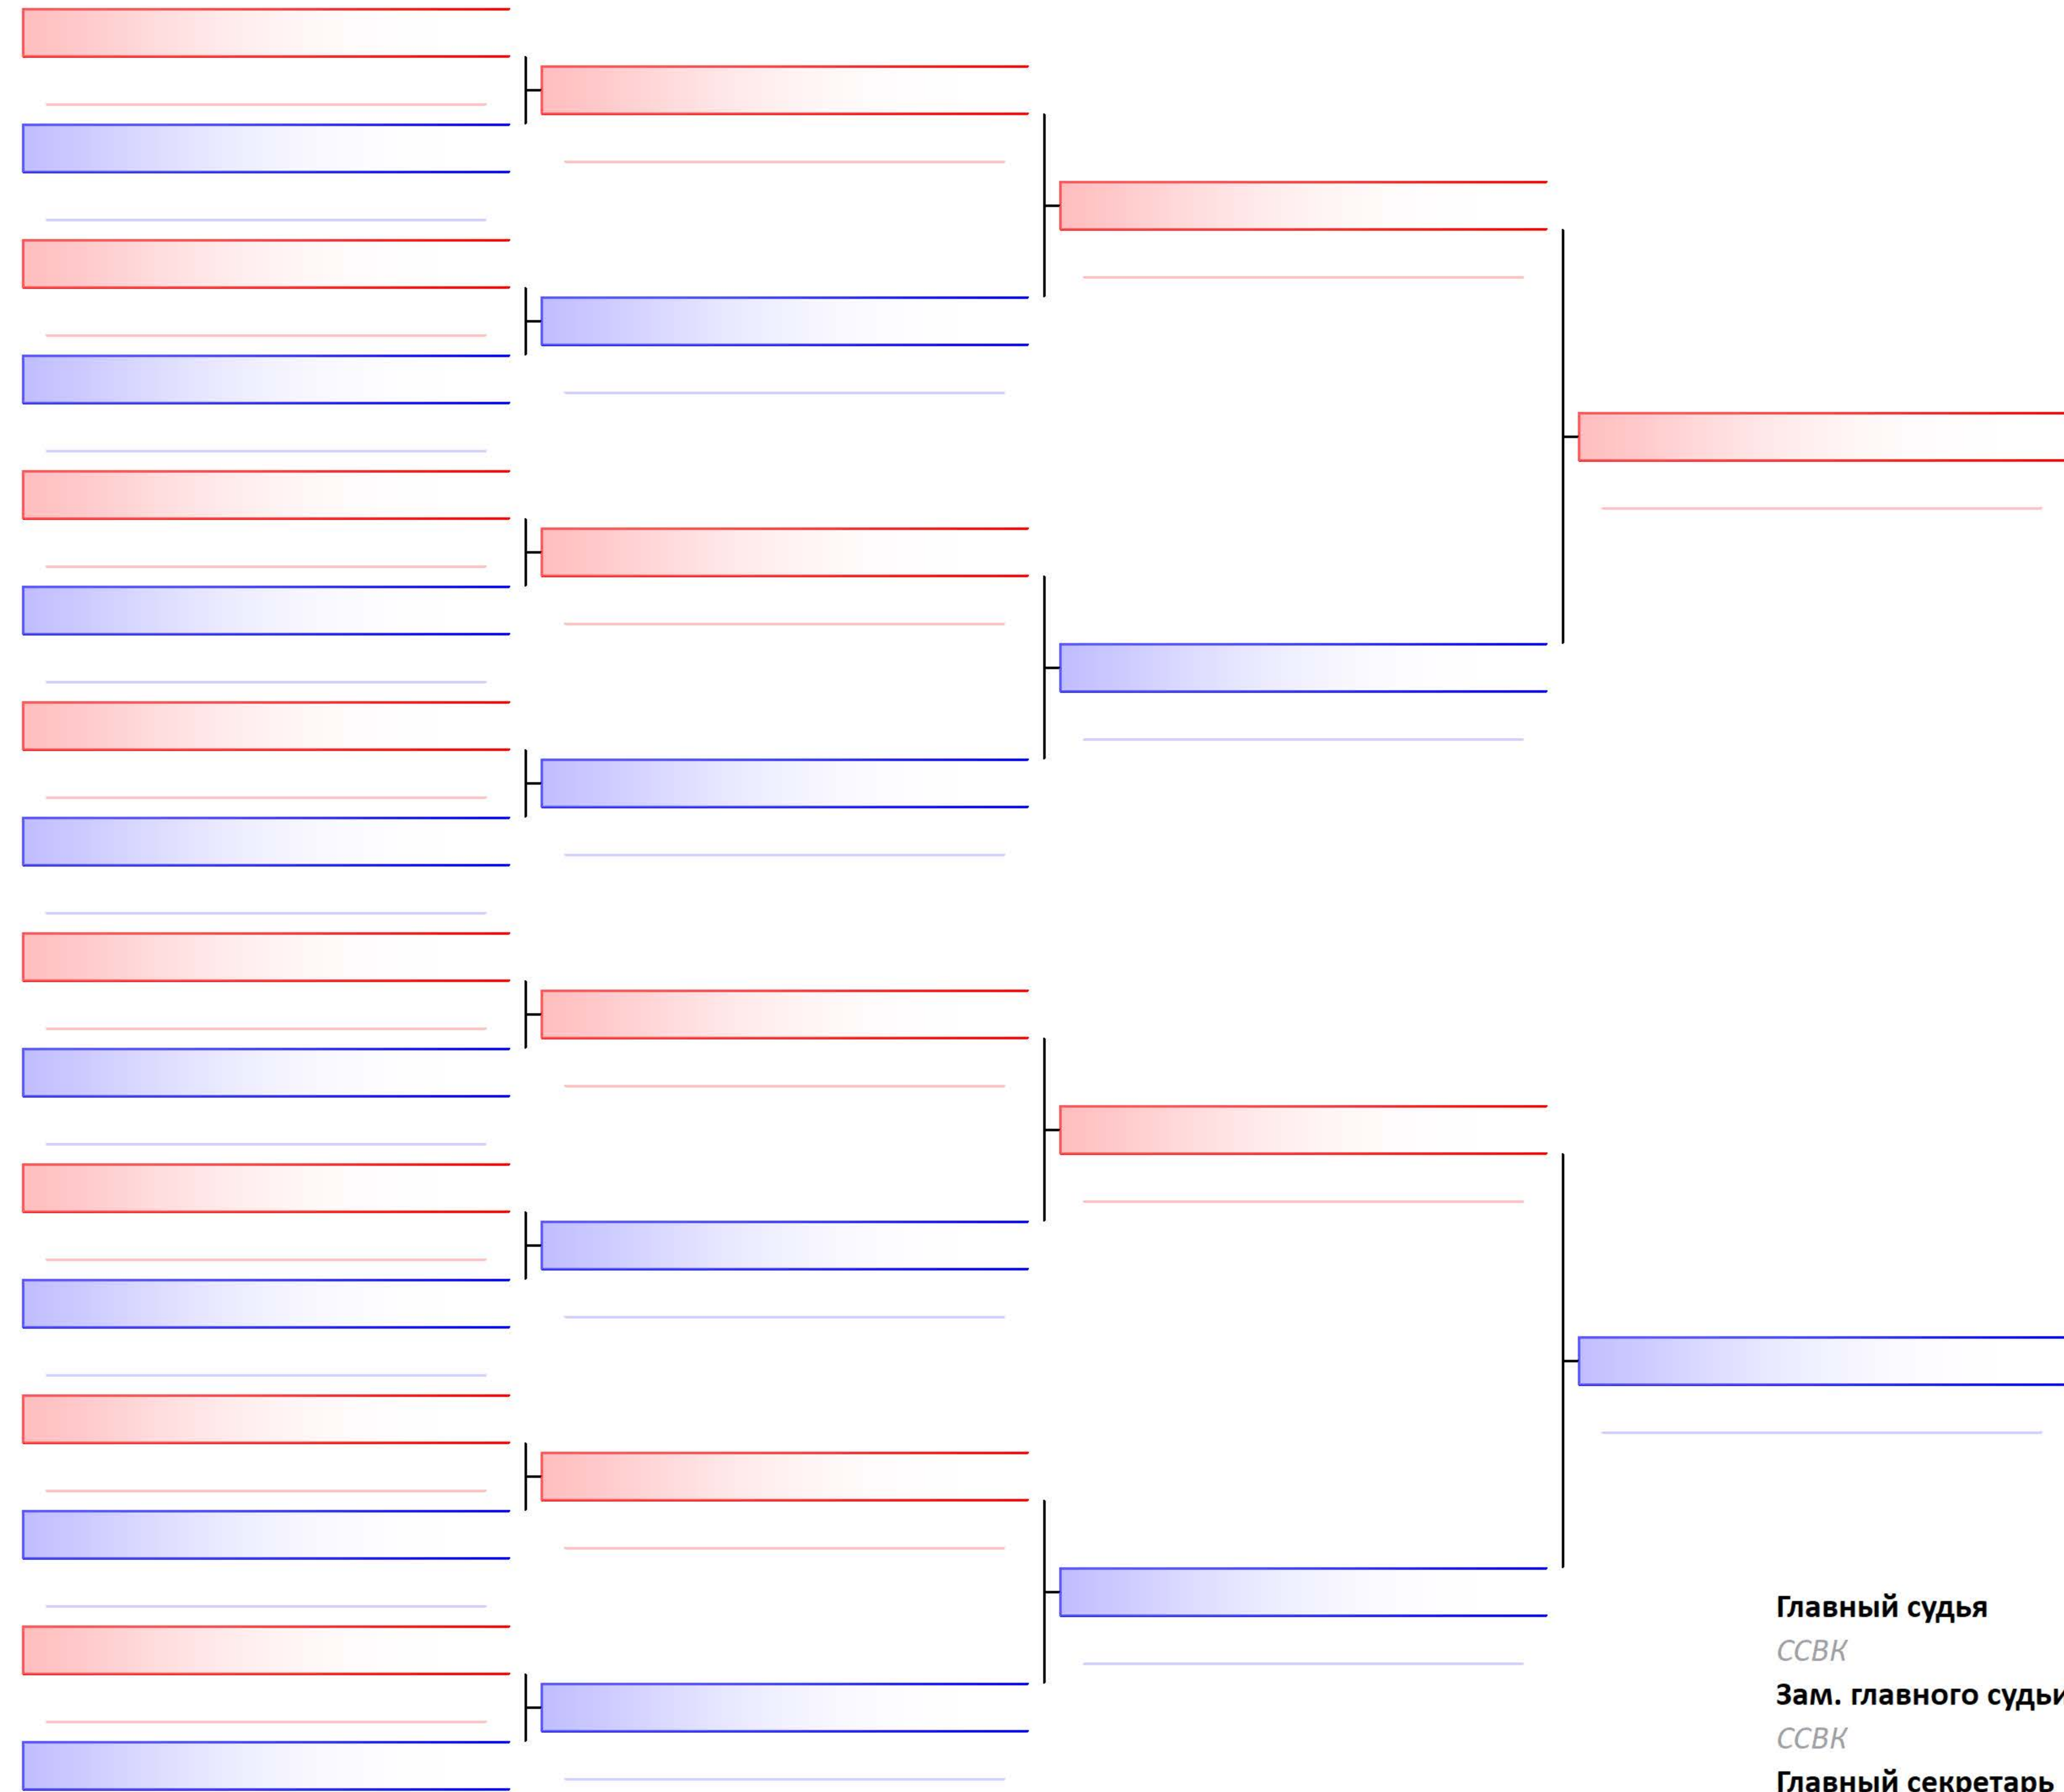 Главный судья
ССВК
Зам. главного судьи
ССВК
Главный секретарь